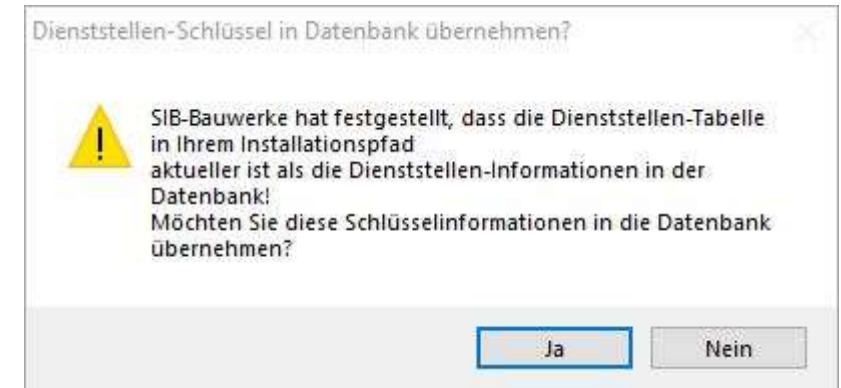 Dienststellen-Schlüssel in Datenbank übernehmen?
SIB-Bauwerke hat festgestellt, dass die Dienststellen-Tabelle
in Ihrem Installationspfad
aktueller ist als die Dienststellen-Informationen in der
Datenbank!
Möchten Sie diese Schlüsselinformationen in die Datenbank
übernehmen?
Ja Nein